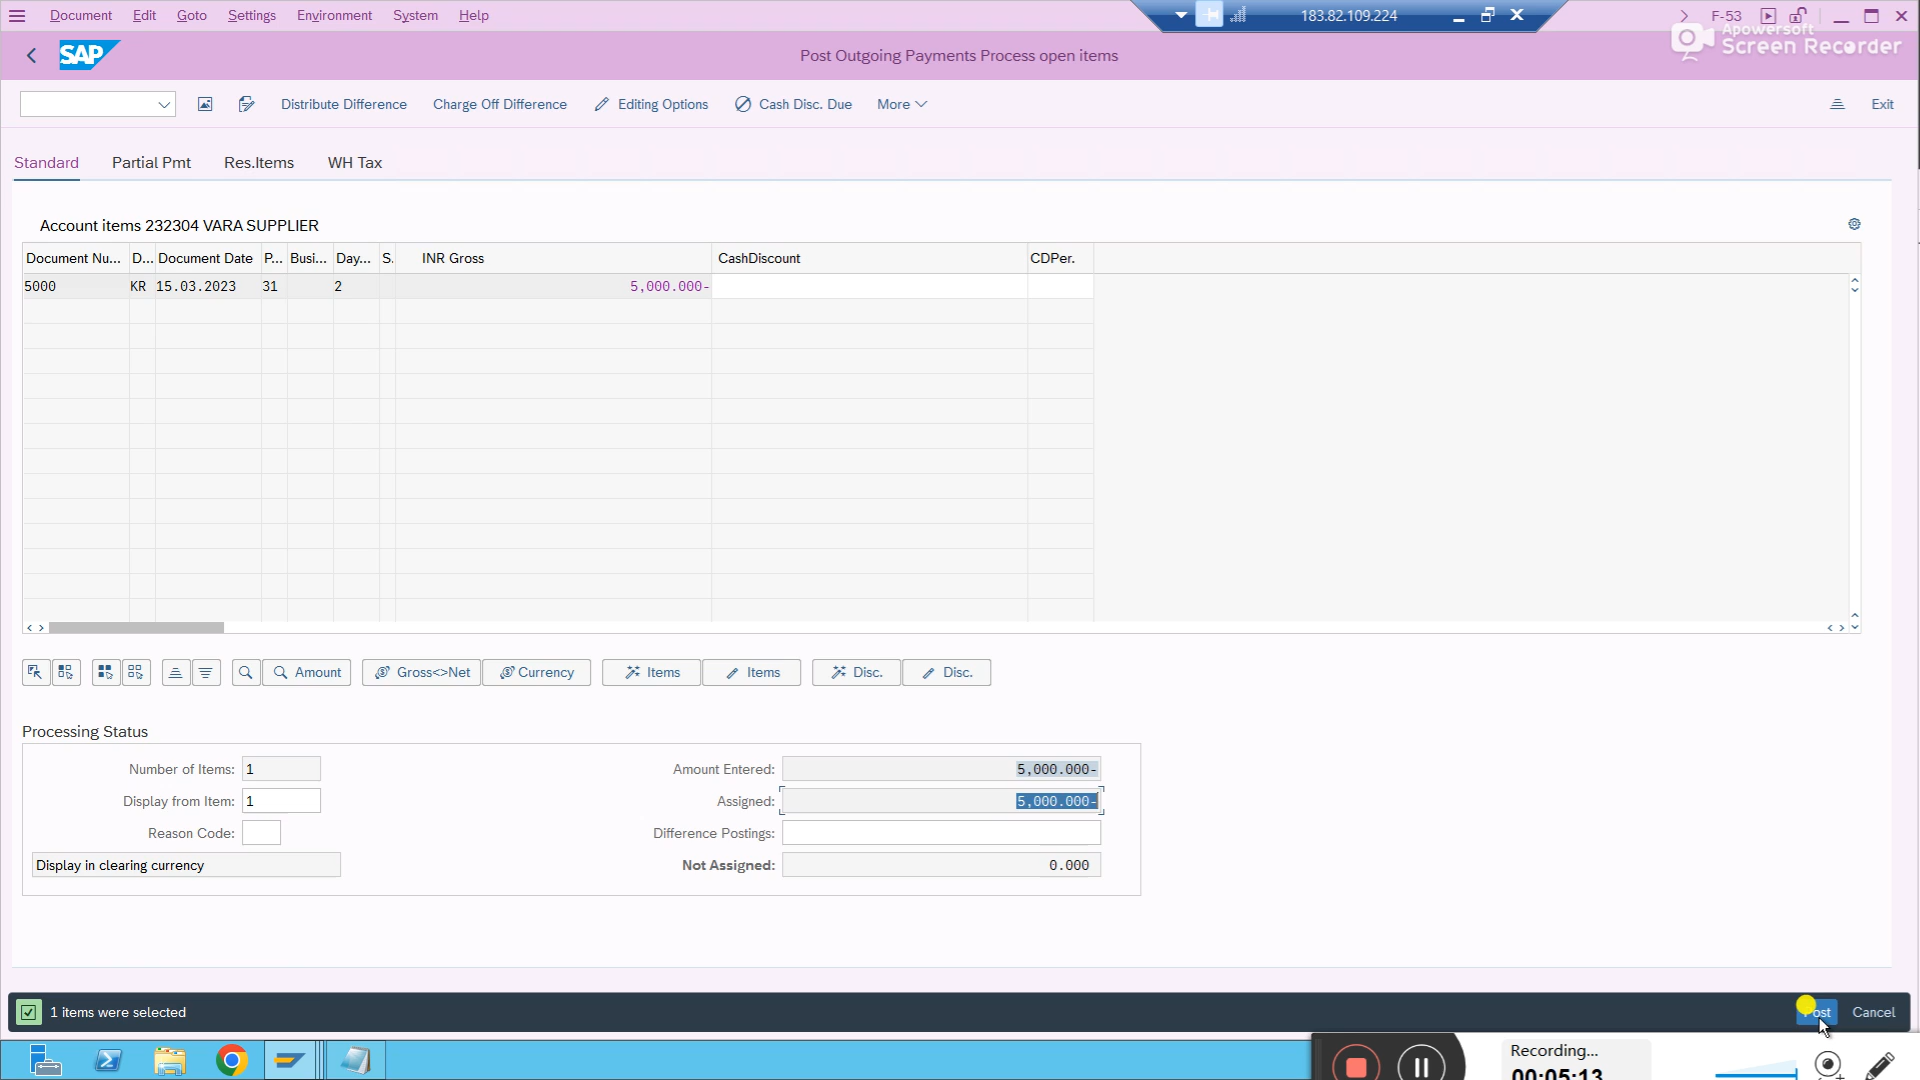 Document Edit Goto Settings Environment System Help
183.82.109.224
F-53
Apowersoft
Screen Recorder
SAP
Post Outgoing Payments Process open items
Distribute Difference Charge Off Difference Editing Options Cash Disc. Due More Exit
Standard Partial Pmt Res.Items WH Tax
Account items 232304 VARA SUPPLIER
Document Nu... D... Document Date P... Busi... Day... S. INR Gross CashDiscount CDPer.
5000 KR 15.03.2023 31 2 5,000.000-
Amount Gross<>Net Currency Items Items Disc. Disc.
Processing Status
Number of Items: 1 Amount Entered: 5,000.000-
Display from Item: 1 Assigned: 5,000.000-
Reason Code: Difference Postings:
Display in clearing currency Not Assigned: 0.000
1 items were selected Post Cancel
Recording...
00:05:13